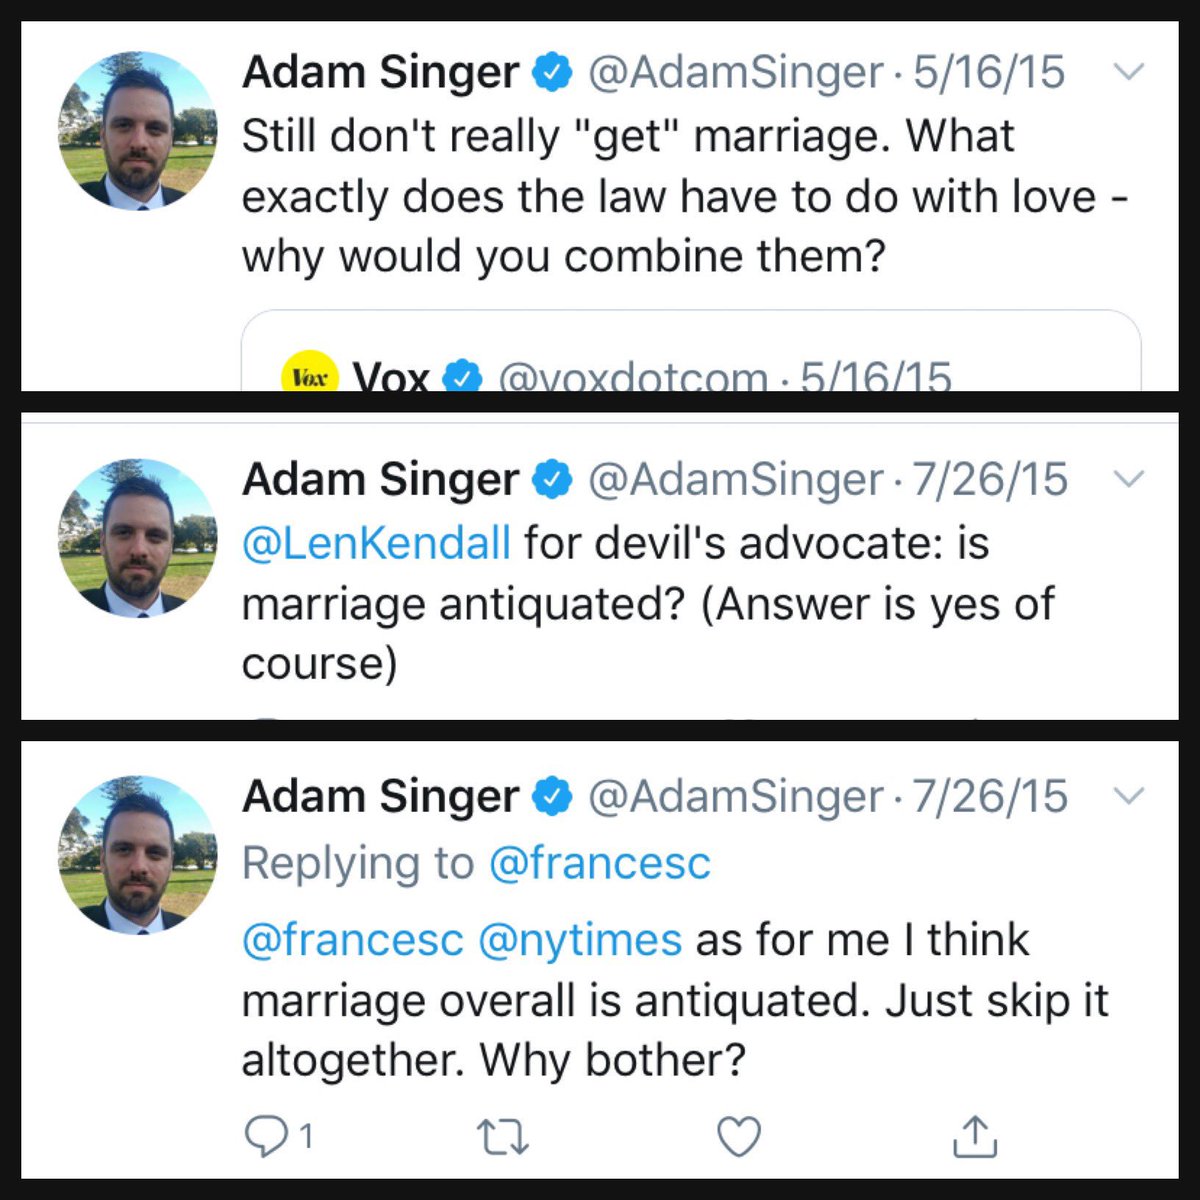 Adam Singer @AdamSinger · 5/16/15
Still don't really "get" marriage. What
exactly does the law have to do with love -
why would you combine them?
Vox Vox @voxdotcom · 5/16/15
Adam Singer @AdamSinger · 7/26/15
@LenKendall for devil's advocate: is
marriage antiquated? (Answer is yes of
course)
Adam Singer @AdamSinger · 7/26/15
Replying to @francesc
@francesc @nytimes as for me I think
marriage overall is antiquated. Just skip it
altogether. Why bother?
1